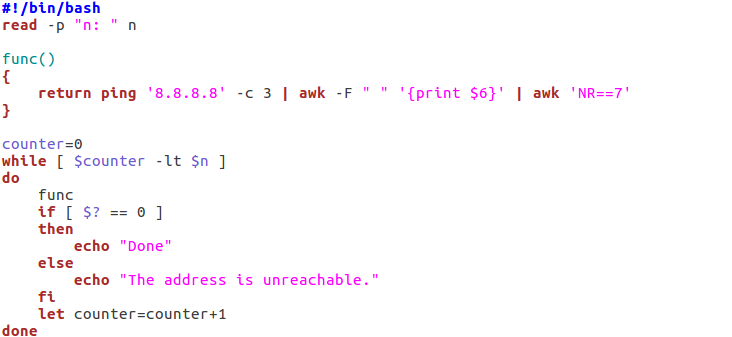 #!/bin/bash
read -p "n: " n

func()
{
    return ping '8.8.8.8' -c 3 | awk -F " " '{print $6}' | awk 'NR==7'
}

counter=0
while [ $counter -lt $n ]
do
    func
    if [ $? == 0 ]
    then
        echo "Done"
    else
        echo "The address is unreachable."
    fi
    let counter=counter+1
done